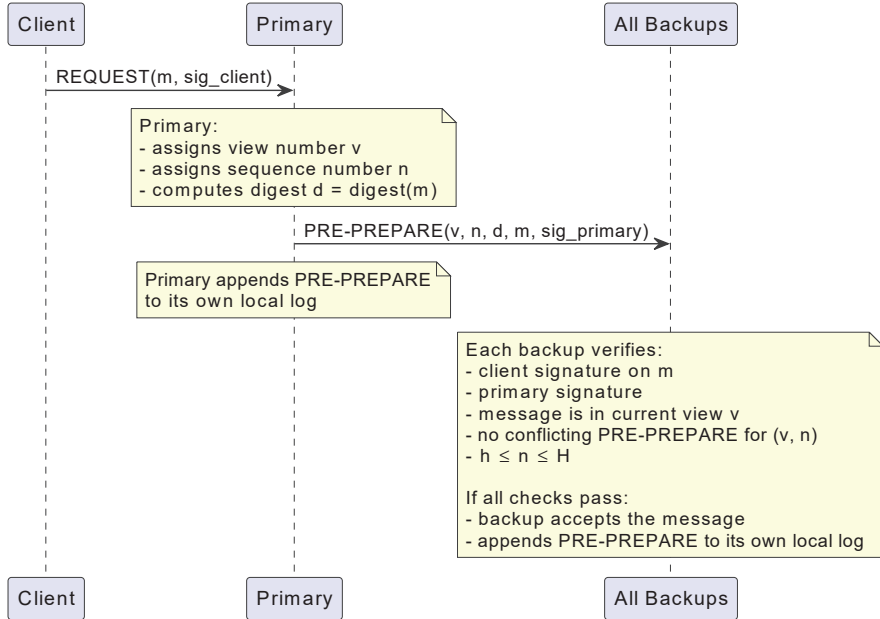 Client
Primary
All Backups
REQUEST(m, sig_client)
Primary:
- assigns view number v
- assigns sequence number n
- computes digest d = digest(m)
PRE-PREPARE(v, n, d, m, sig_primary)
Primary appends PRE-PREPARE
to its own local log
Each backup verifies:
- client signature on m
- primary signature
- message is in current view v
- no conflicting PRE-PREPARE for (v, n)
- h ≤ n ≤ H
If all checks pass:
- backup accepts the message
- appends PRE-PREPARE to its own local log
Client
Primary
All Backups